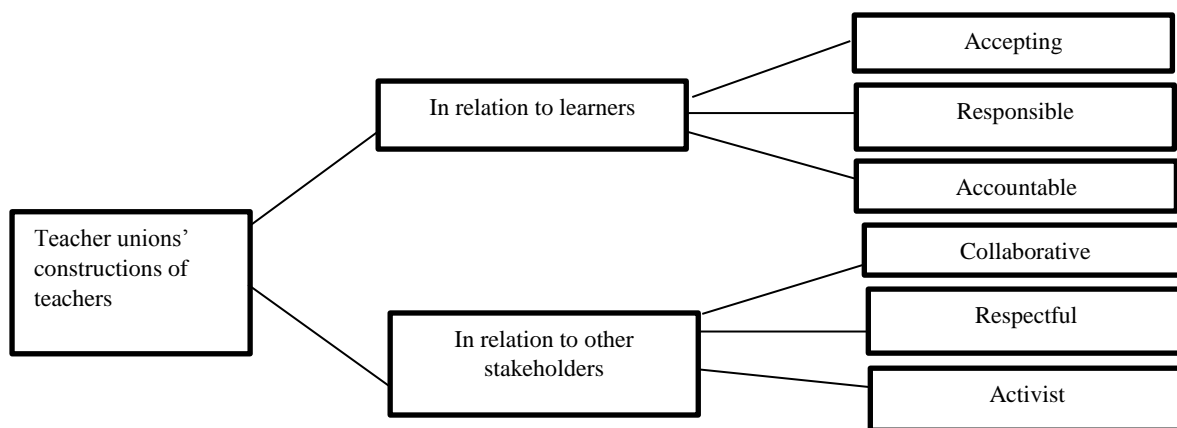 Teacher unions’
constructions of
teachers
In relation to learners
Accepting
Responsible
Accountable
In relation to other
stakeholders
Collaborative
Respectful
Activist